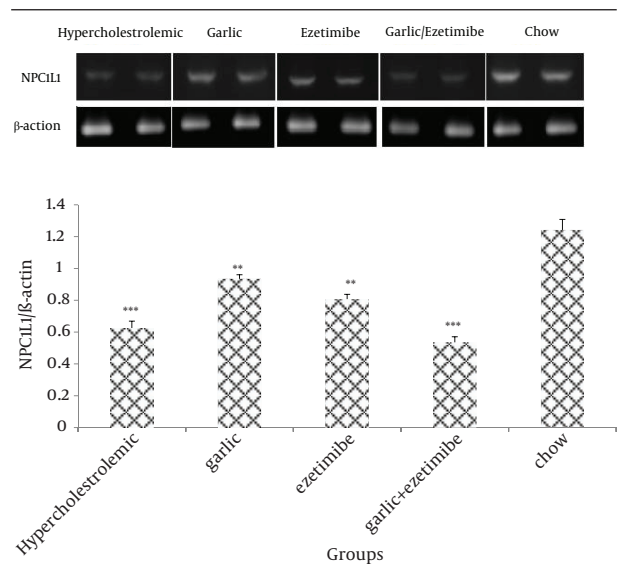 Hypercholestrolemic Garlic Ezetimibe Garlic/Ezetimibe Chow
NPC1L1
β-action
1.4
1.2
1
0.8
0.6
0.4
0.2
0
NPC1L1/ß-actin
***
**
**
***
Hypercholestrolemic
garlic
ezetimibe
garlic+ezetimibe
chow
Groups